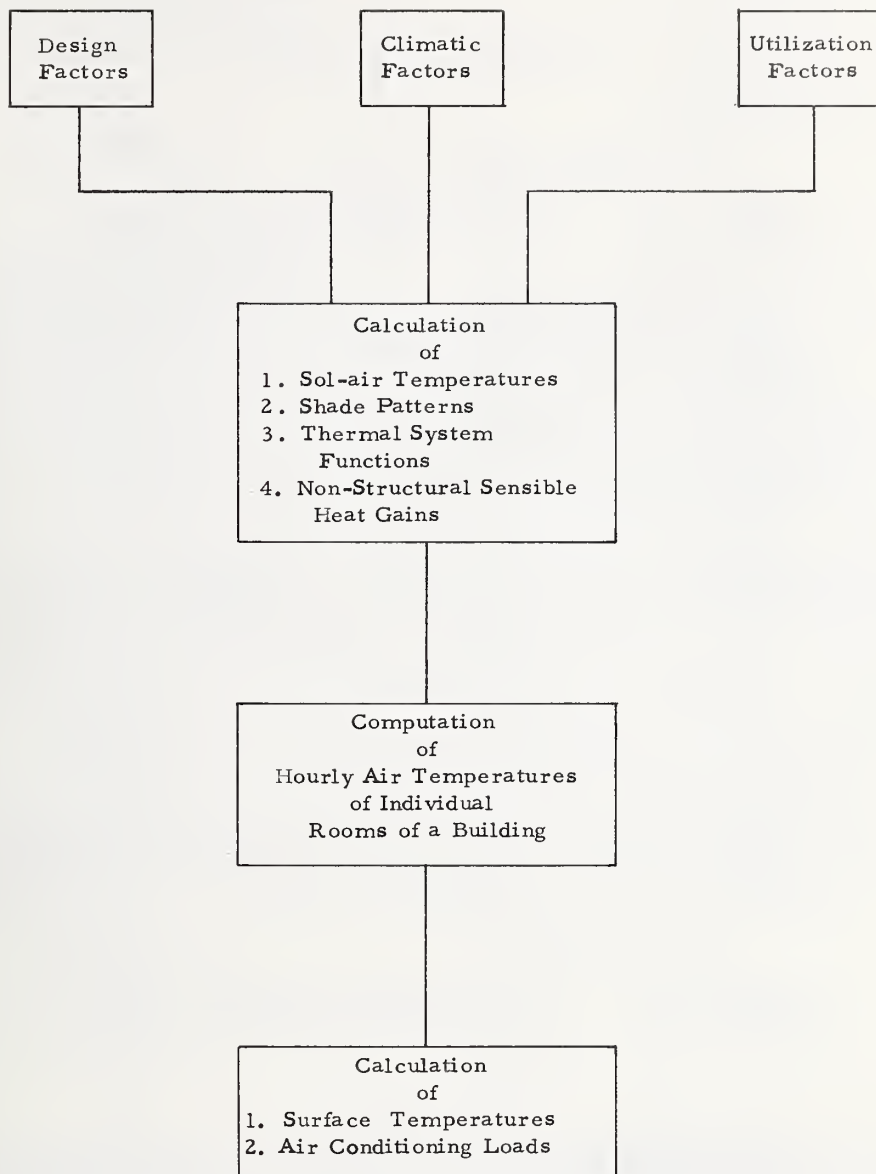 Design
Factors
Climatic
Factors
Utilization
Factors
Calculation
of
1. Sol-air Temperatures
2. Shade Patterns
3. Thermal System
Functions
4. Non-Structural Sensible
Heat Gains
Computation
of
Hourly Air Temperatures
of Individual
Rooms of a Building
Calculation
of
1. Surface Temperatures
2. Air Conditioning Loads